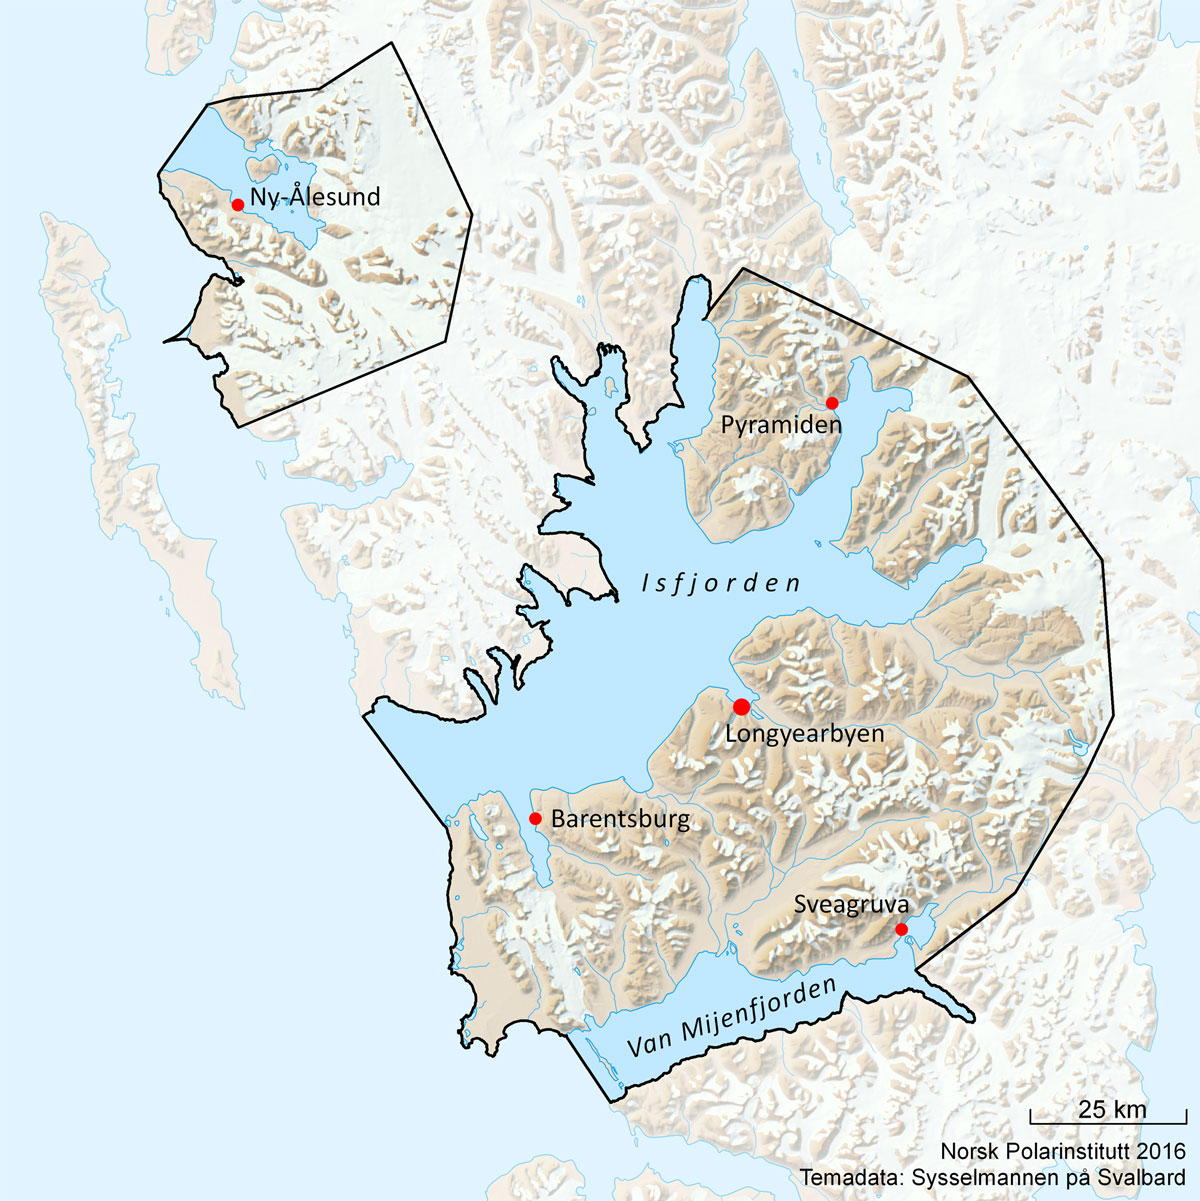 Ny-Ålesund
Pyramiden
Isfjorden
Longyearbyen
Barentsburg
Sveagruva
Van Mijenfjorden
25 km
Norsk Polarinstitutt 2016
Temadata: Sysselmannen på Svalbard